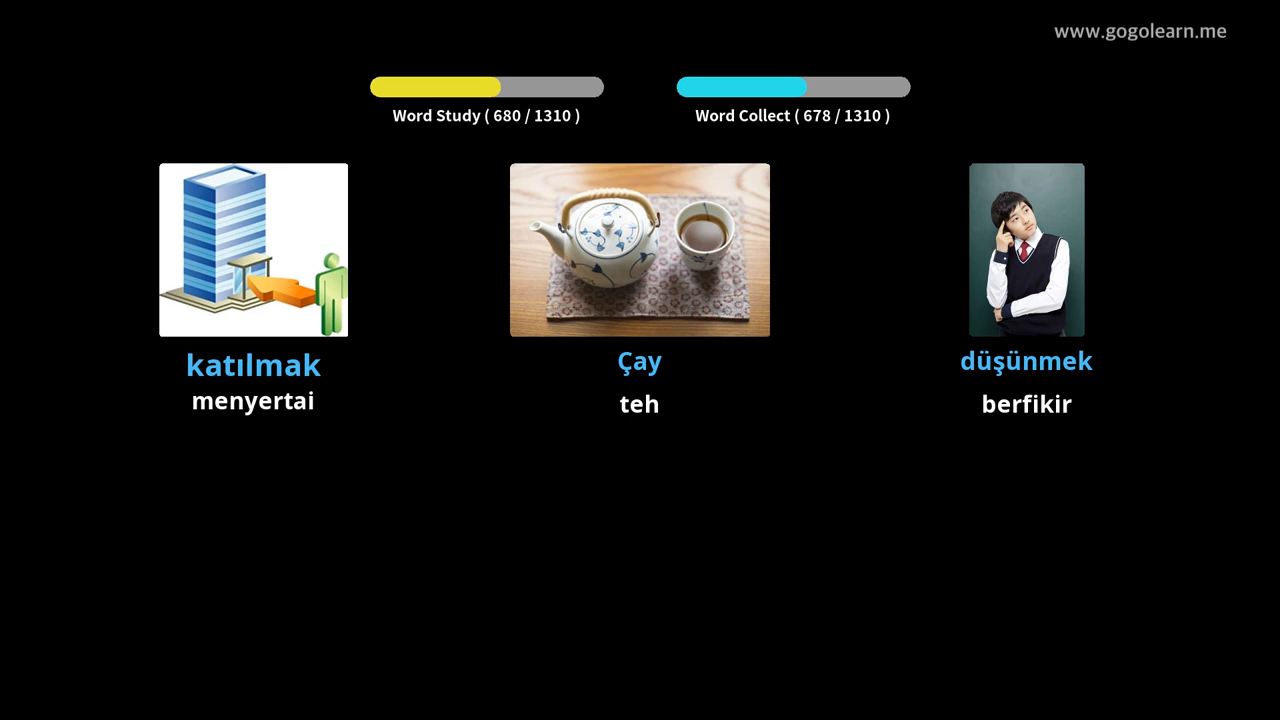 www.gogolearn.me
Word Study ( 680 / 1310 )
Word Collect ( 678 / 1310 )
katılmak
menyertai
Çay
teh
düşünmek
berfikir